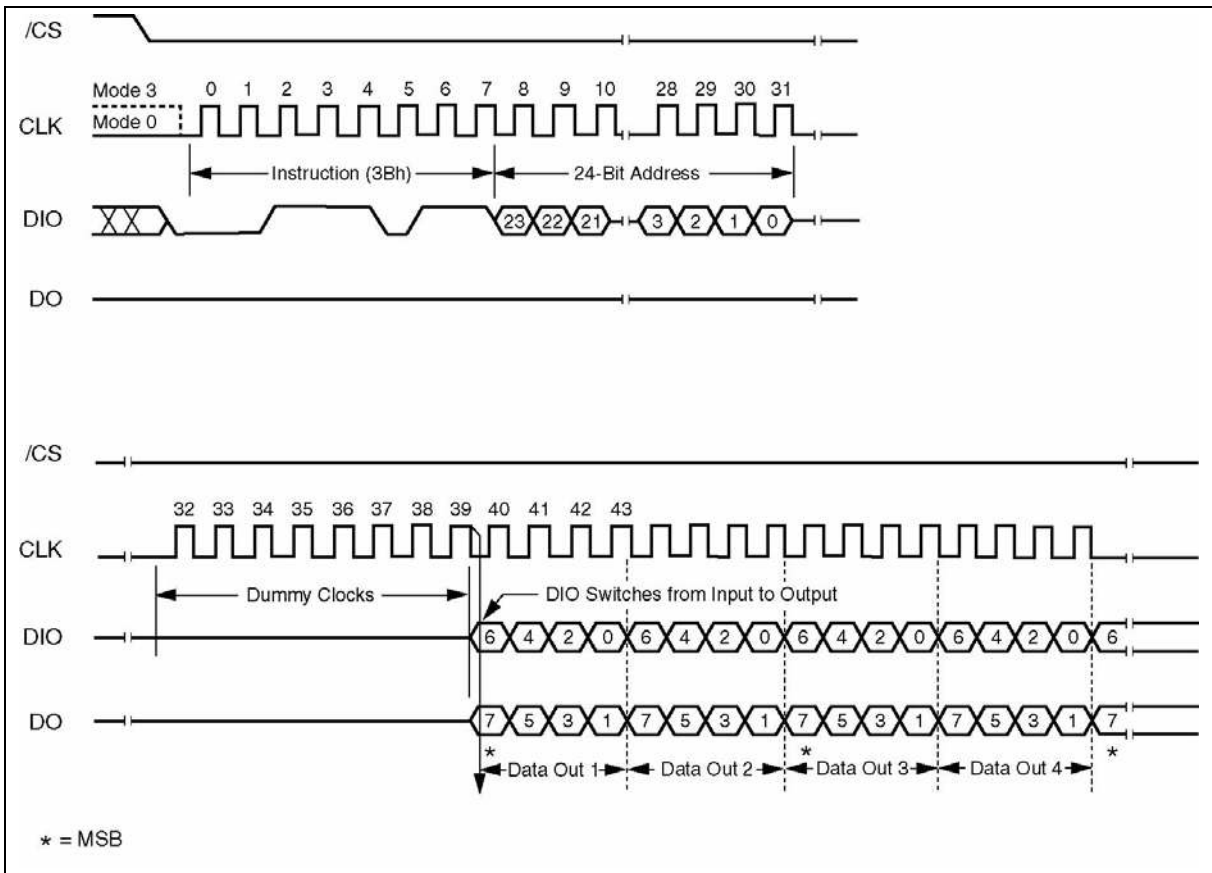 /CS
Mode 3 0 1 2 3 4 5 6 7 8 9 10 28 29 30 31
CLK Mode 0
Instruction (3Bh) 24-Bit Address
DIO 23 22 21 3 2 1 0
DO
/CS
32 33 34 35 36 37 38 39 40 41 42 43
CLK
Dummy Clocks DIO Switches from Input to Output
DIO 6 4 2 0 6 4 2 0 6 4 2 0 6 4 2 0 6
DO 7 5 3 1 7 5 3 1 7 5 3 1 7 5 3 1 7
* * *
Data Out 1 Data Out 2 Data Out 3 Data Out 4
* = MSB